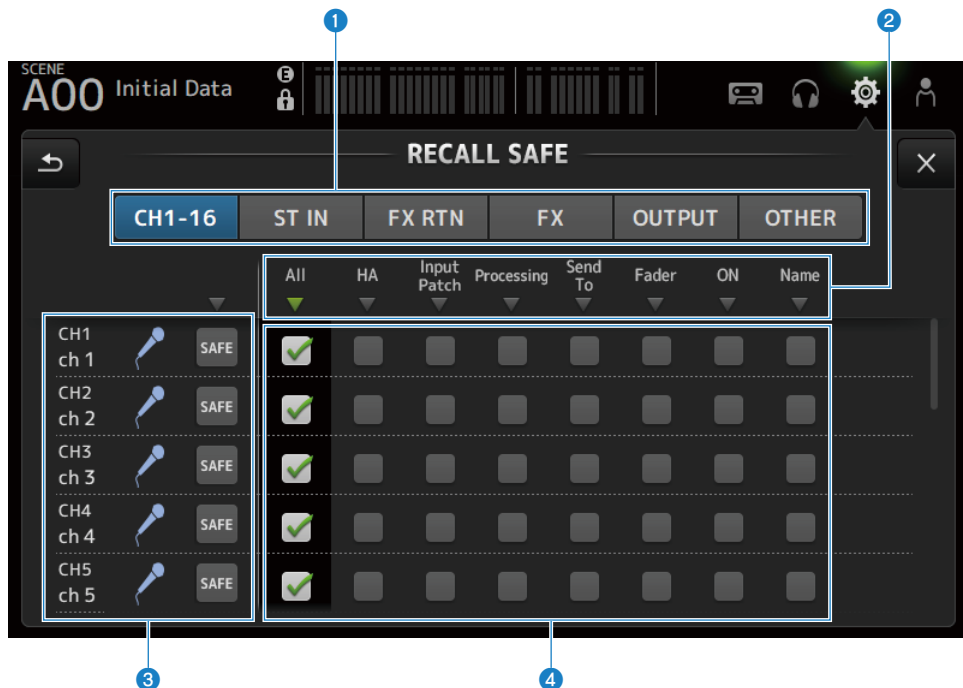 1 2
SCENE
A00 Initial Data E
RECALL SAFE
CH1-16 ST IN FX RTN FX OUTPUT OTHER
All HA Input Patch Processing Send To Fader ON Name
CH1
ch 1 SAFE
CH2
ch 2 SAFE
CH3
ch 3 SAFE
CH4
ch 4 SAFE
CH5
ch 5 SAFE
3 4